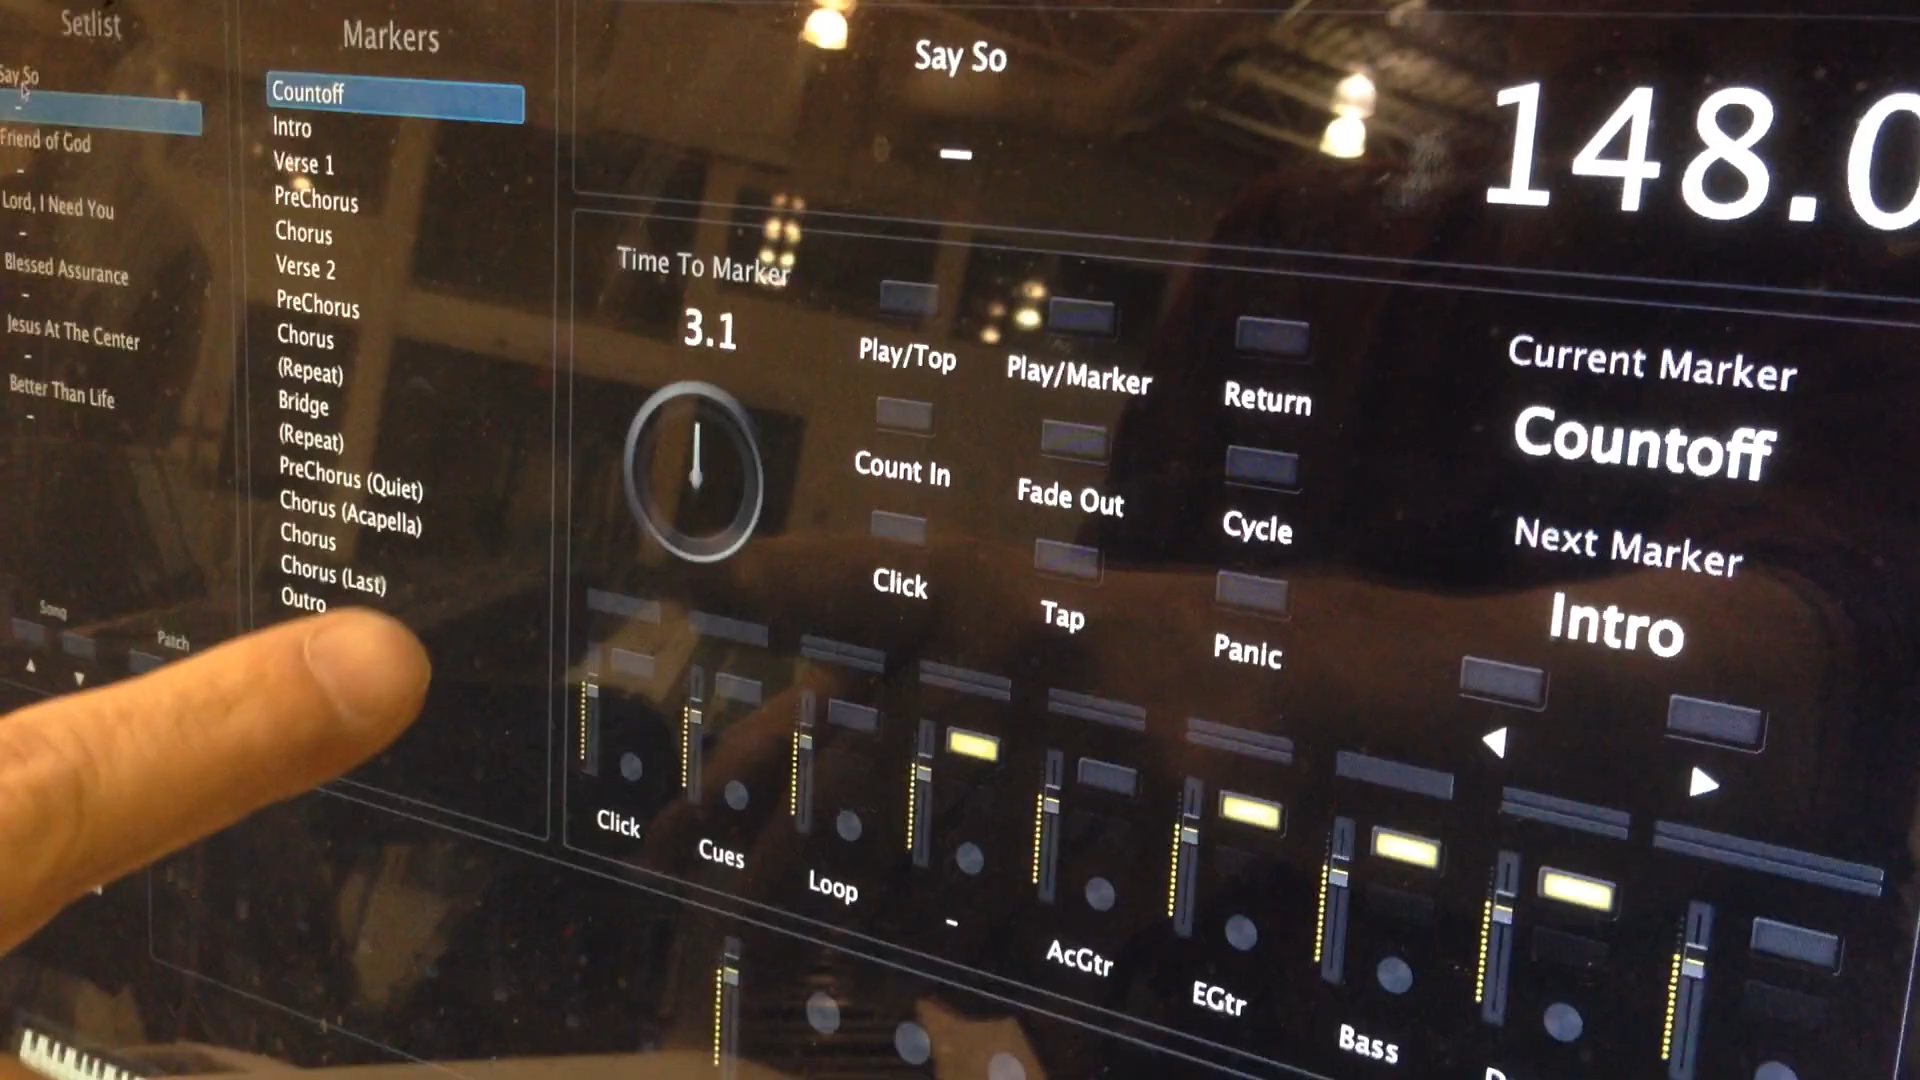 Setlist
Say So
-
Friend of God
-
Lord, I Need You
-
Blessed Assurance
-
Jesus At The Center
-
Better Than Life
-
Song
Patch
Markers
Countoff
Intro
Verse 1
PreChorus
Chorus
Verse 2
PreChorus
Chorus
(Repeat)
Bridge
(Repeat)
PreChorus (Quiet)
Chorus (Acapella)
Chorus
Chorus (Last)
Outro
Say So
-
148.0
Time To Marker
3.1
Play/Top
Play/Marker
Return
Count In
Fade Out
Cycle
Click
Tap
Panic
Current Marker
Countoff
Next Marker
Intro
Click
Cues
Loop
-
AcGtr
EGtr
Bass